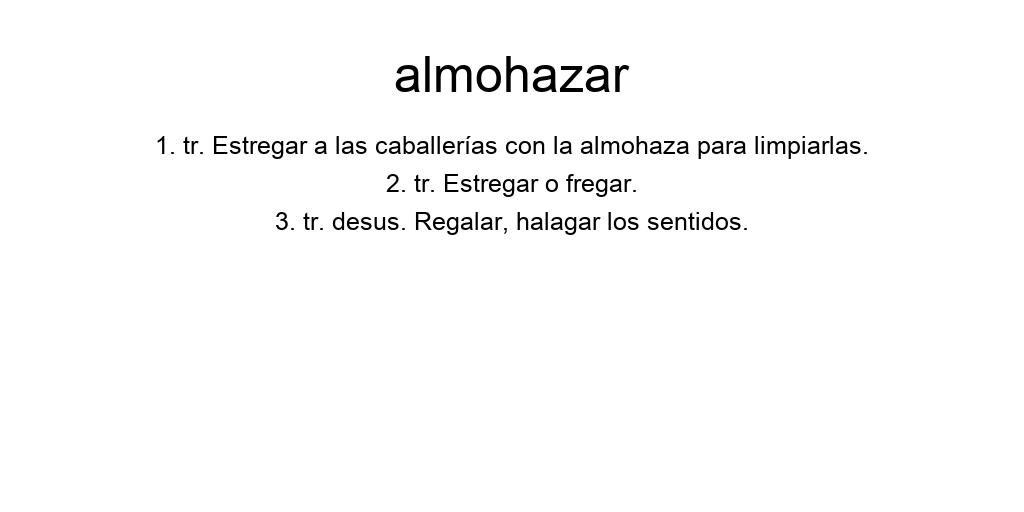 almohazar
1. tr. Estregar a las caballerías con la almohaza para limpiarlas.
2. tr. Estregar o fregar.
3. tr. desus. Regalar, halagar los sentidos.